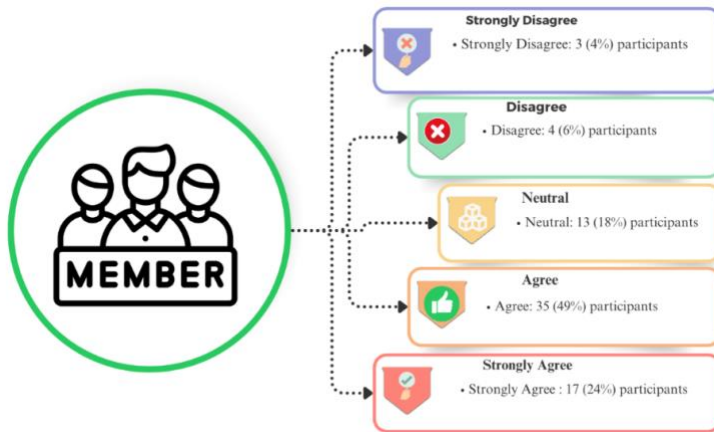 Strongly Disagree
• Strongly Disagree: 3 (4%) participants
Disagree
• Disagree: 4 (6%) participants
Neutral
• Neutral: 13 (18%) participants
MEMBER
Agree
• Agree: 35 (49%) participants
Strongly Agree
• Strongly Agree : 17 (24%) participants